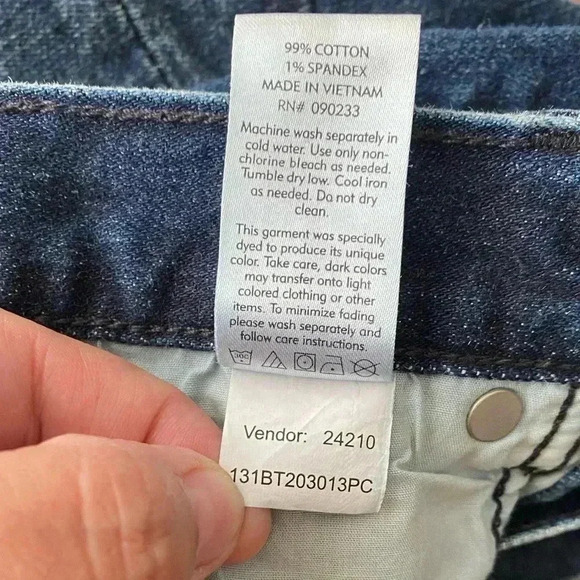 99% COTTON
1% SPANDEX
MADE IN VIETNAM
RN# 090233
Machine wash separately in
cold water. Use only non-
chlorine bleach as needed.
Tumble dry low. Cool iron
as needed. Do not dry
clean.
This garment was specially
dyed to produce its unique
color. Take care, dark colors
may transfer onto light
colored clothing or other
items. To minimize fading
please wash separately and
follow care instructions.
30C
Vendor: 24210
131BT203013PC